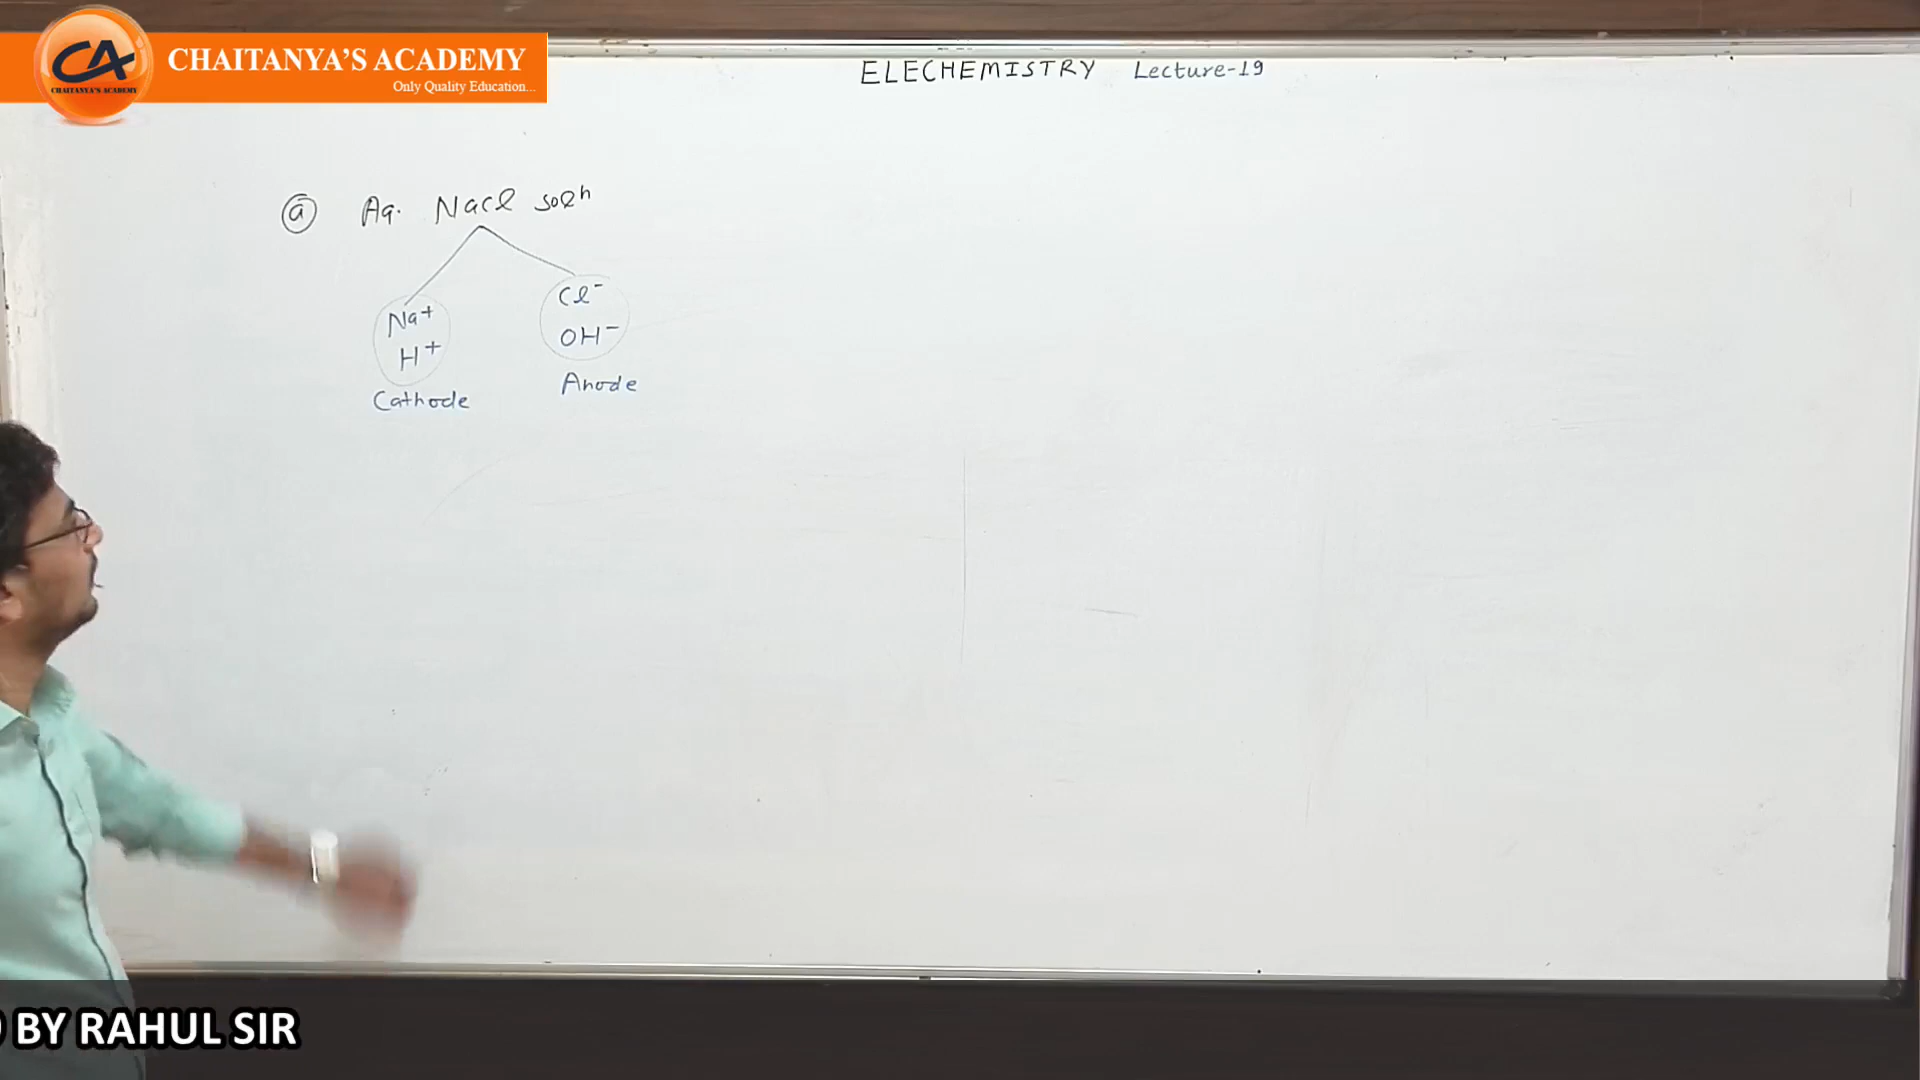 CA
CHAITANYA'S ACADEMY
CHAITANYA'S ACADEMY
Only Quality Education...
ELECHEMISTRY Lecture-19
a Aq. NaCl solⁿ
Na⁺
H⁺
Cathode
Cl⁻
OH⁻
Anode
BY RAHUL SIR